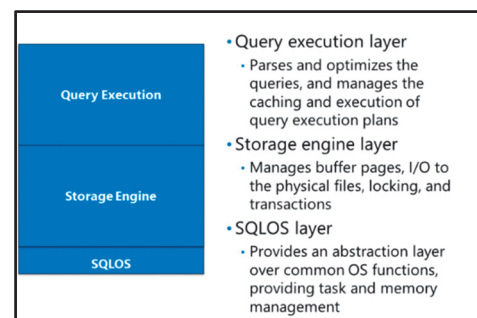 Query Execution
Storage Engine
SQLOS
• Query execution layer
• Parses and optimizes the
queries, and manages the
caching and execution of
query execution plans
• Storage engine layer
• Manages buffer pages, I/O to
the physical files, locking, and
transactions
• SQLOS layer
• Provides an abstraction layer
over common OS functions,
providing task and memory
management